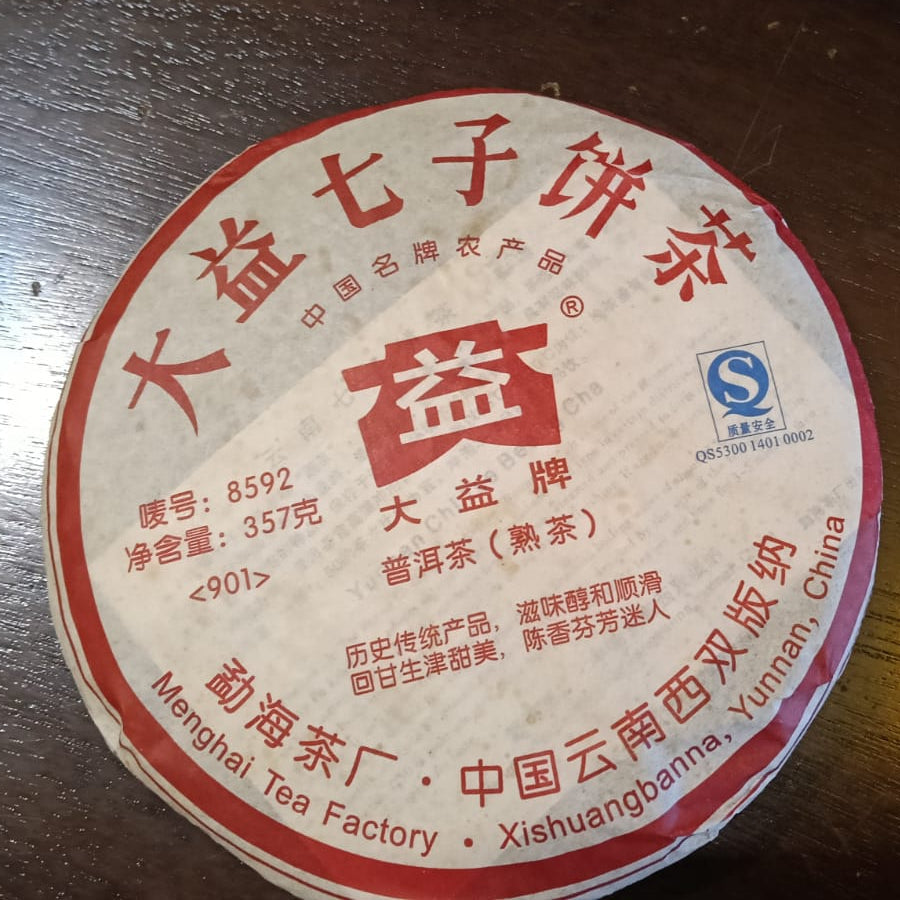 大益七子饼茶
中国名牌农产品
益®
大益牌
质量安全
QS5300 1401 0002
唛号：8592
净含量：357克
<901>
普洱茶（熟茶）
历史传统产品，滋味醇和顺滑
回甘生津甜美，陈香芬芳迷人
勐海茶厂·中国云南西双版纳
Menghai Tea Factory · Xishuangbanna, Yunnan, China